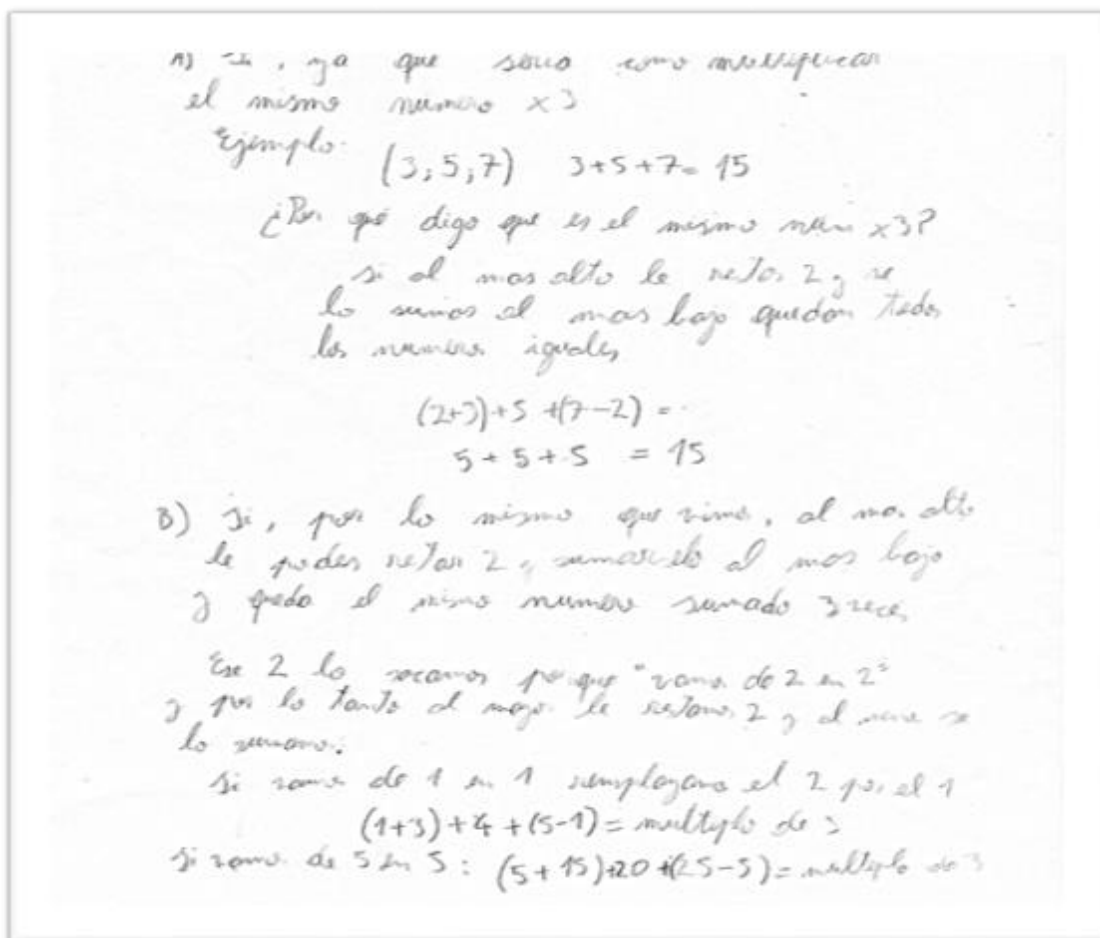 A) Si, ya que seria como multiplicar
el mismo numero x3
Ejemplo:
(3,5,7) 3+5+7= 15
¿Por qué digo que es el mismo num x3?
si al mas alto le restas 2 y se
lo sumas al mas bajo quedan todos
los numeros iguales
(2+3)+5+(7-2) =
5+5+5 = 15
B) Si, por lo mismo que vimos, al mas alto
le podes restar 2, sumarselo al mas bajo
y queda el mismo numero sumado 3 veces
Ese 2 lo sacamos porque "vamos de 2 en 2"
y por lo tanto al mayor le restamos 2 y al se
lo sumamos.
Si vamos de 1 en 1 remplazamos el 2 por el 1
(1+3)+4+(5-1)= multiplo de 3
Si vamos de 5 en 5: (5+15)+20+(25-5)= multiplo de 3